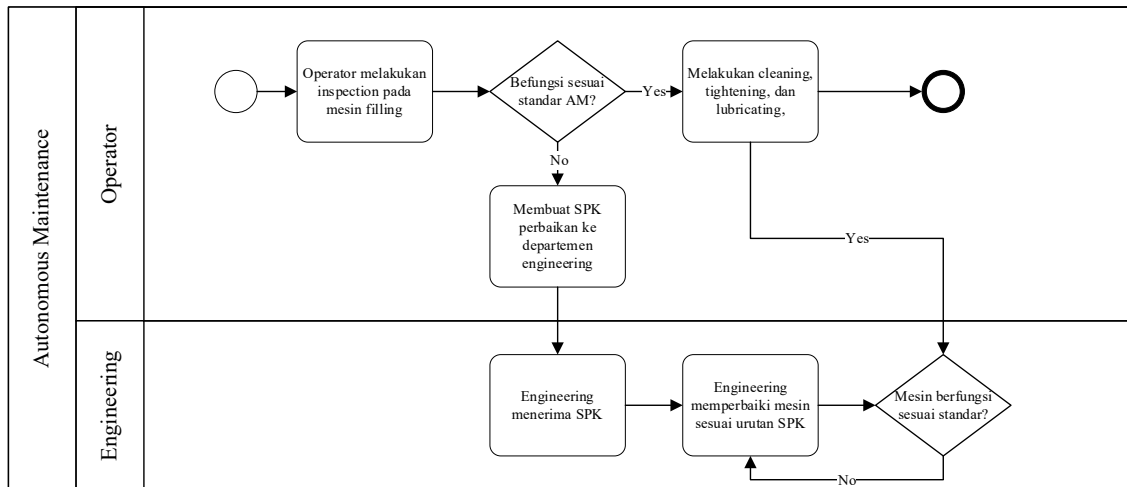 Autonomous Maintenance
Operator
Operator melakukan
inspection pada
mesin filling
Befungsi sesuai
standar AM?
Yes
Melakukan cleaning,
tightening, dan
lubricating,
No
Membuat SPK
perbaikan ke
departemen
engineering
Yes
Engineering
Engineering
menerima SPK
Engineering
memperbaiki mesin
sesuai urutan SPK
Mesin berfungsi
sesuai standar?
No